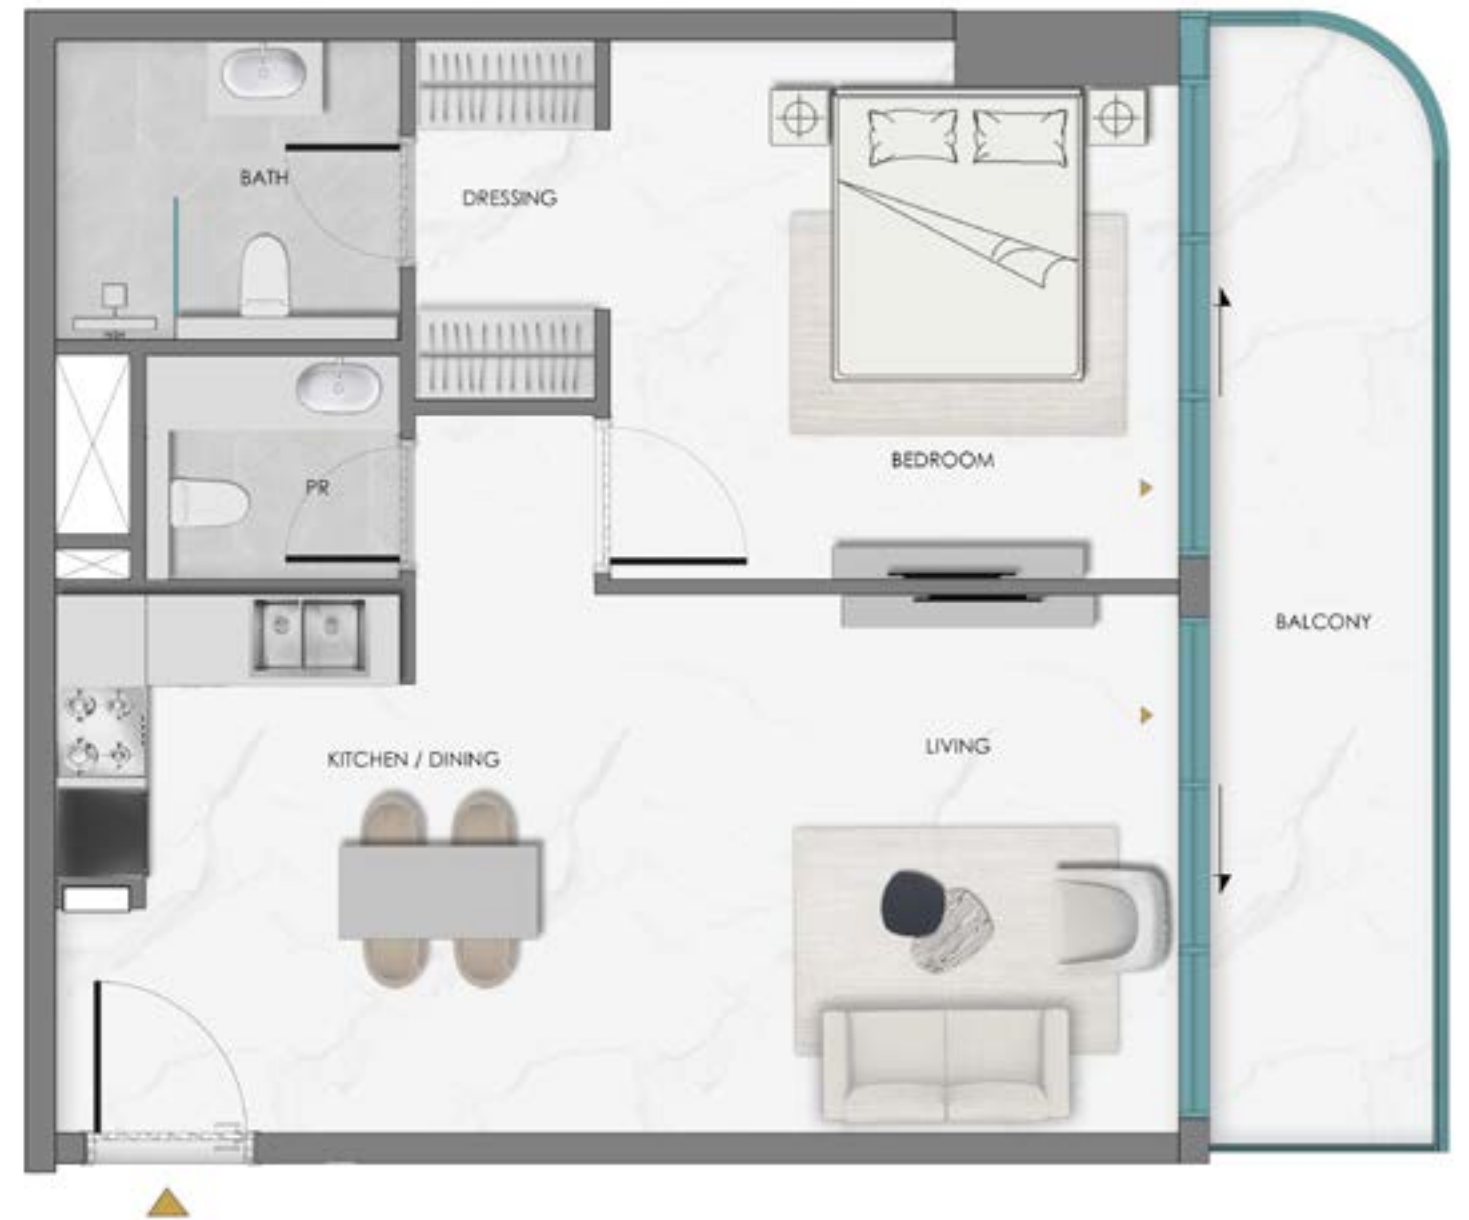 BATH
DRESSING
BEDROOM
PR
BALCONY
LIVING
KITCHEN / DINING